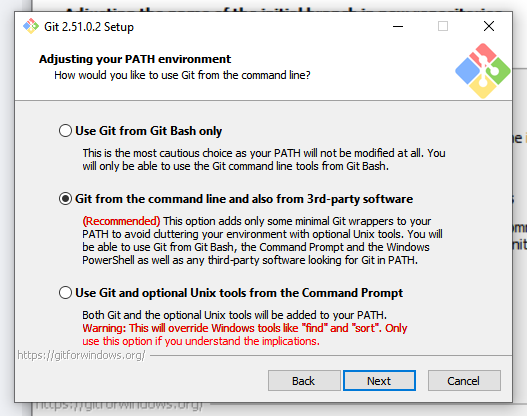 Git 2.51.0.2 Setup
Adjusting your PATH environment
How would you like to use Git from the command line?
Use Git from Git Bash only
This is the most cautious choice as your PATH will not be modified at all. You
will only be able to use the Git command line tools from Git Bash.
Git from the command line and also from 3rd-party software
(Recommended) This option adds only some minimal Git wrappers to your
PATH to avoid cluttering your environment with optional Unix tools. You will
be able to use Git from Git Bash, the Command Prompt and the Windows
PowerShell as well as any third-party software looking for Git in PATH.
Use Git and optional Unix tools from the Command Prompt
Both Git and the optional Unix tools will be added to your PATH.
Warning: This will override Windows tools like "find" and "sort". Only
use this option if you understand the implications.
https://gitforwindows.org/
Back
Next
Cancel
https://gitforwindows.org/